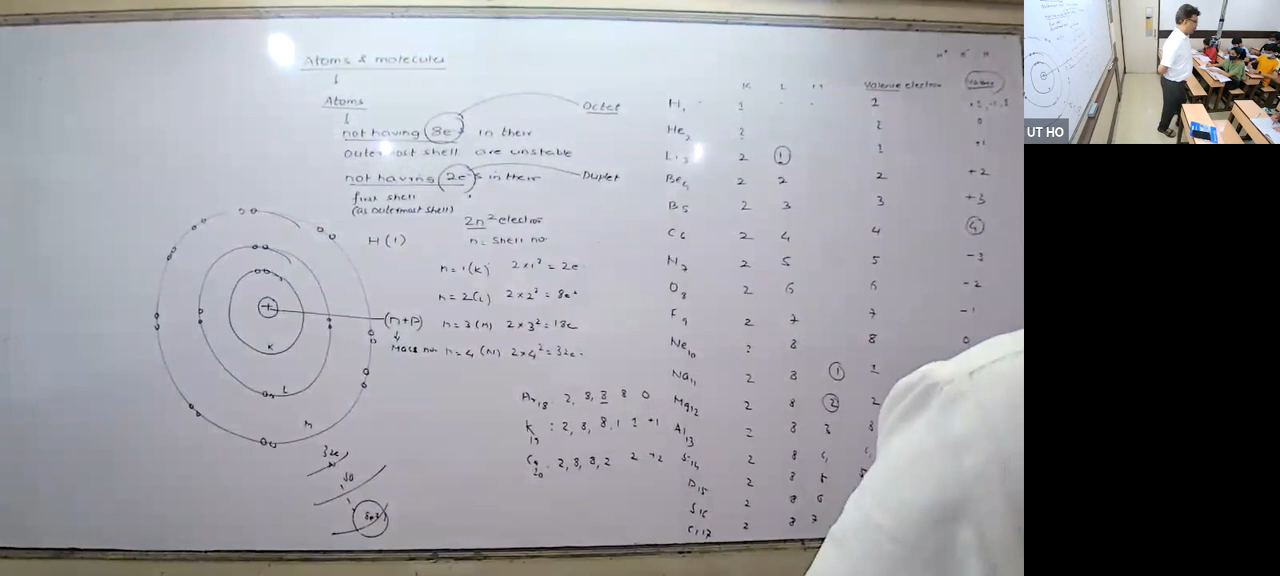 Atoms & molecules
Atoms
not having 8e⁻ in their
outermost shell are unstable
Octet
not having 2e⁻s in their
first shell
(as outermost shell)
Duplet
2n² electron
n = shell no
H(1)
n=1(K) 2×1² = 2e
n=2(L) 2×2² = 8e
n=3(M) 2×3² = 18e
n=4(N) 2×4² = 32e
(n+p)
Mass no
K
L
M
32e
50
Ar18 2, 8, 8 8 0
K19 : 2, 8, 8, 1 1 +1
Ca20 2, 8, 8, 2 2 +2
K L M Valence electron
H1 1 1
He2 2 2 0
Li3 2 1 1 +1
Be4 2 2 2 +2
B5 2 3 3 +3
C6 2 4 4 4
N7 2 5 5 -3
O8 2 6 6 -2
F9 2 7 7 -1
Ne10 2 8 8 0
Na11 2 8 1 1
Mg12 2 8 2 2
Al13 2 8 3 3
Si14 2 8 4
15 2 8 5
S16 2 8 6
Cl17 2 8 7
UT HO